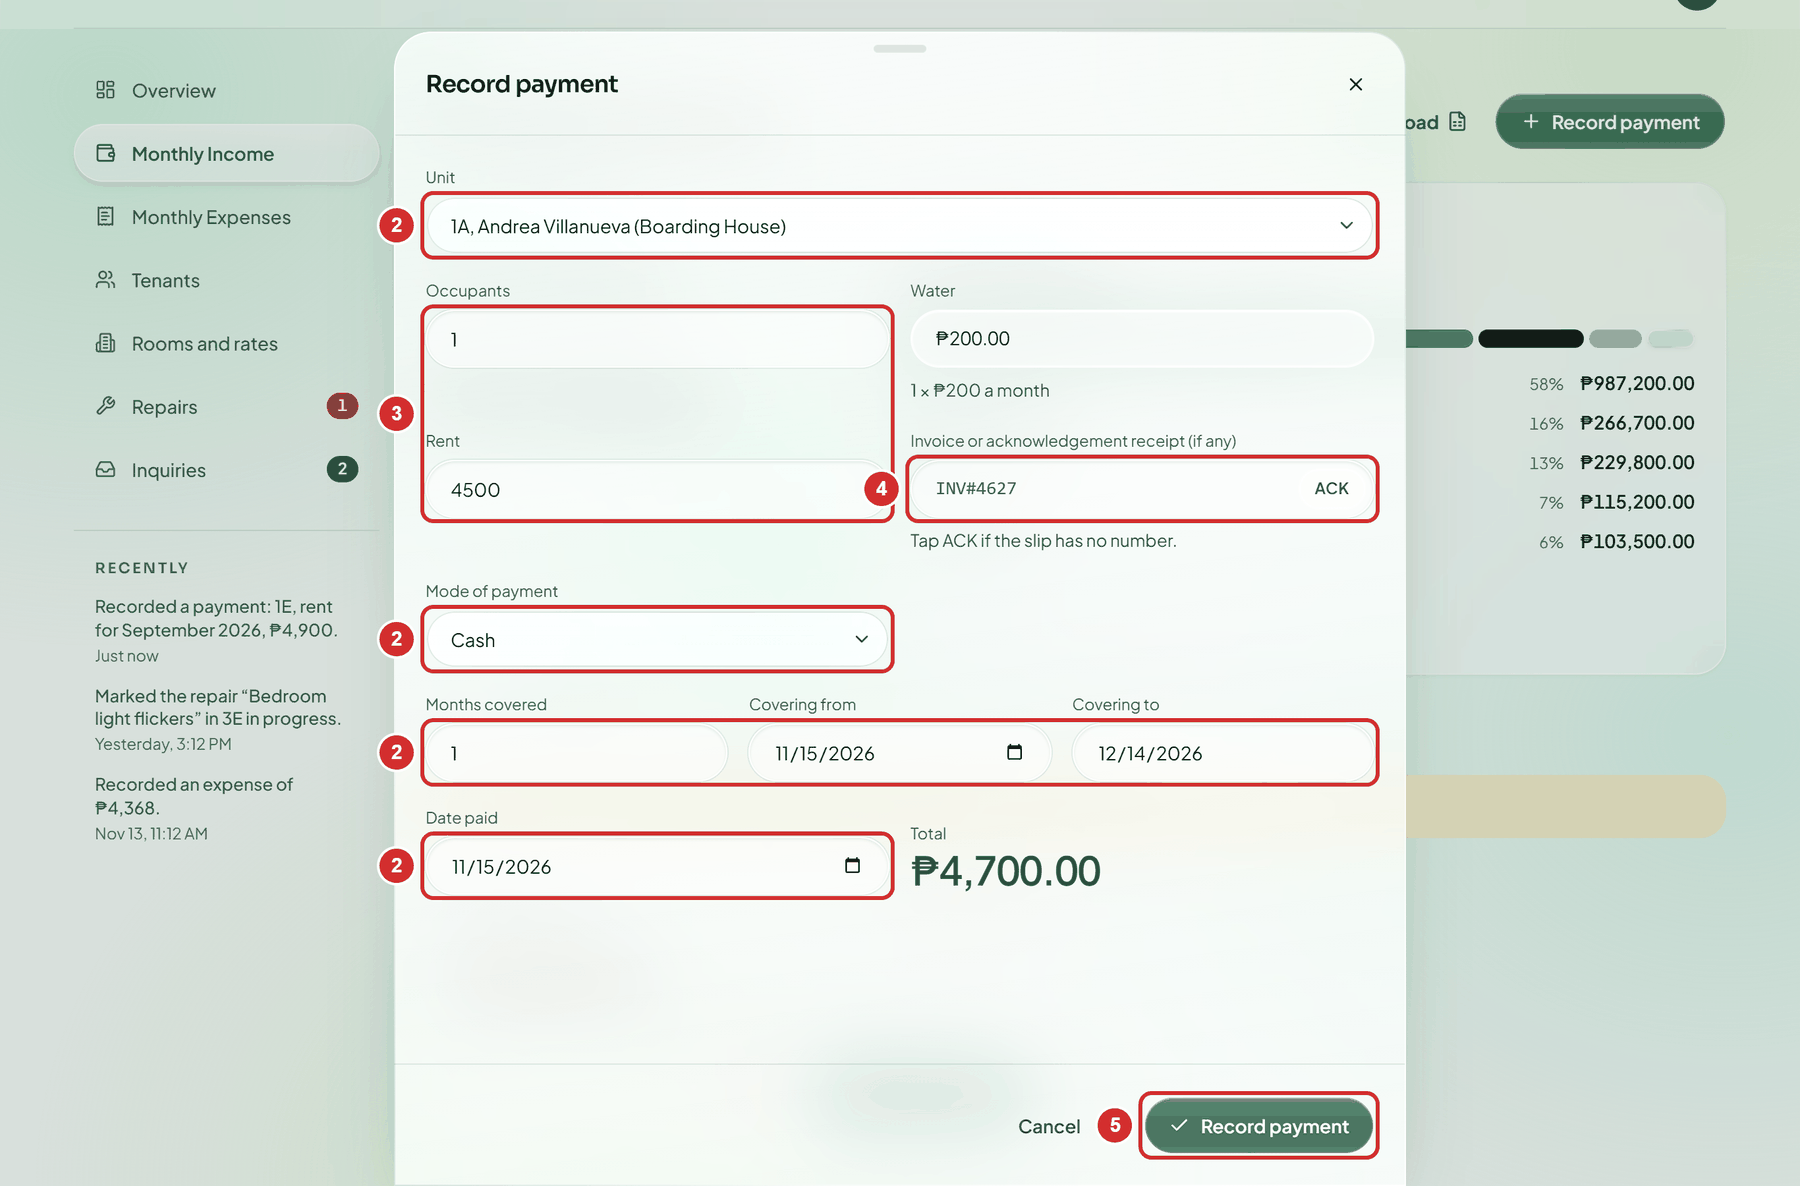 Overview
Monthly Income
Monthly Expenses
Tenants
Rooms and rates
Repairs 1
Inquiries 2
RECENTLY
Recorded a payment: 1E, rent
for September 2026, ₱4,900.
Just now
Marked the repair “Bedroom
light flickers” in 3E in progress.
Yesterday, 3:12 PM
Recorded an expense of
₱4,368.
Nov 13, 11:12 AM
Record payment
Unit
2 1A, Andrea Villanueva (Boarding House)
Occupants Water
1 ₱200.00
1 × ₱200 a month
3
Rent Invoice or acknowledgement receipt (if any)
4500 4 INV#4627 ACK
Tap ACK if the slip has no number.
Mode of payment
2 Cash
Months covered Covering from Covering to
2 1 11/15/2026 12/14/2026
Date paid Total
2 11/15/2026 ₱4,700.00
Cancel 5 Record payment
oad + Record payment
58% ₱987,200.00
16% ₱266,700.00
13% ₱229,800.00
7% ₱115,200.00
6% ₱103,500.00